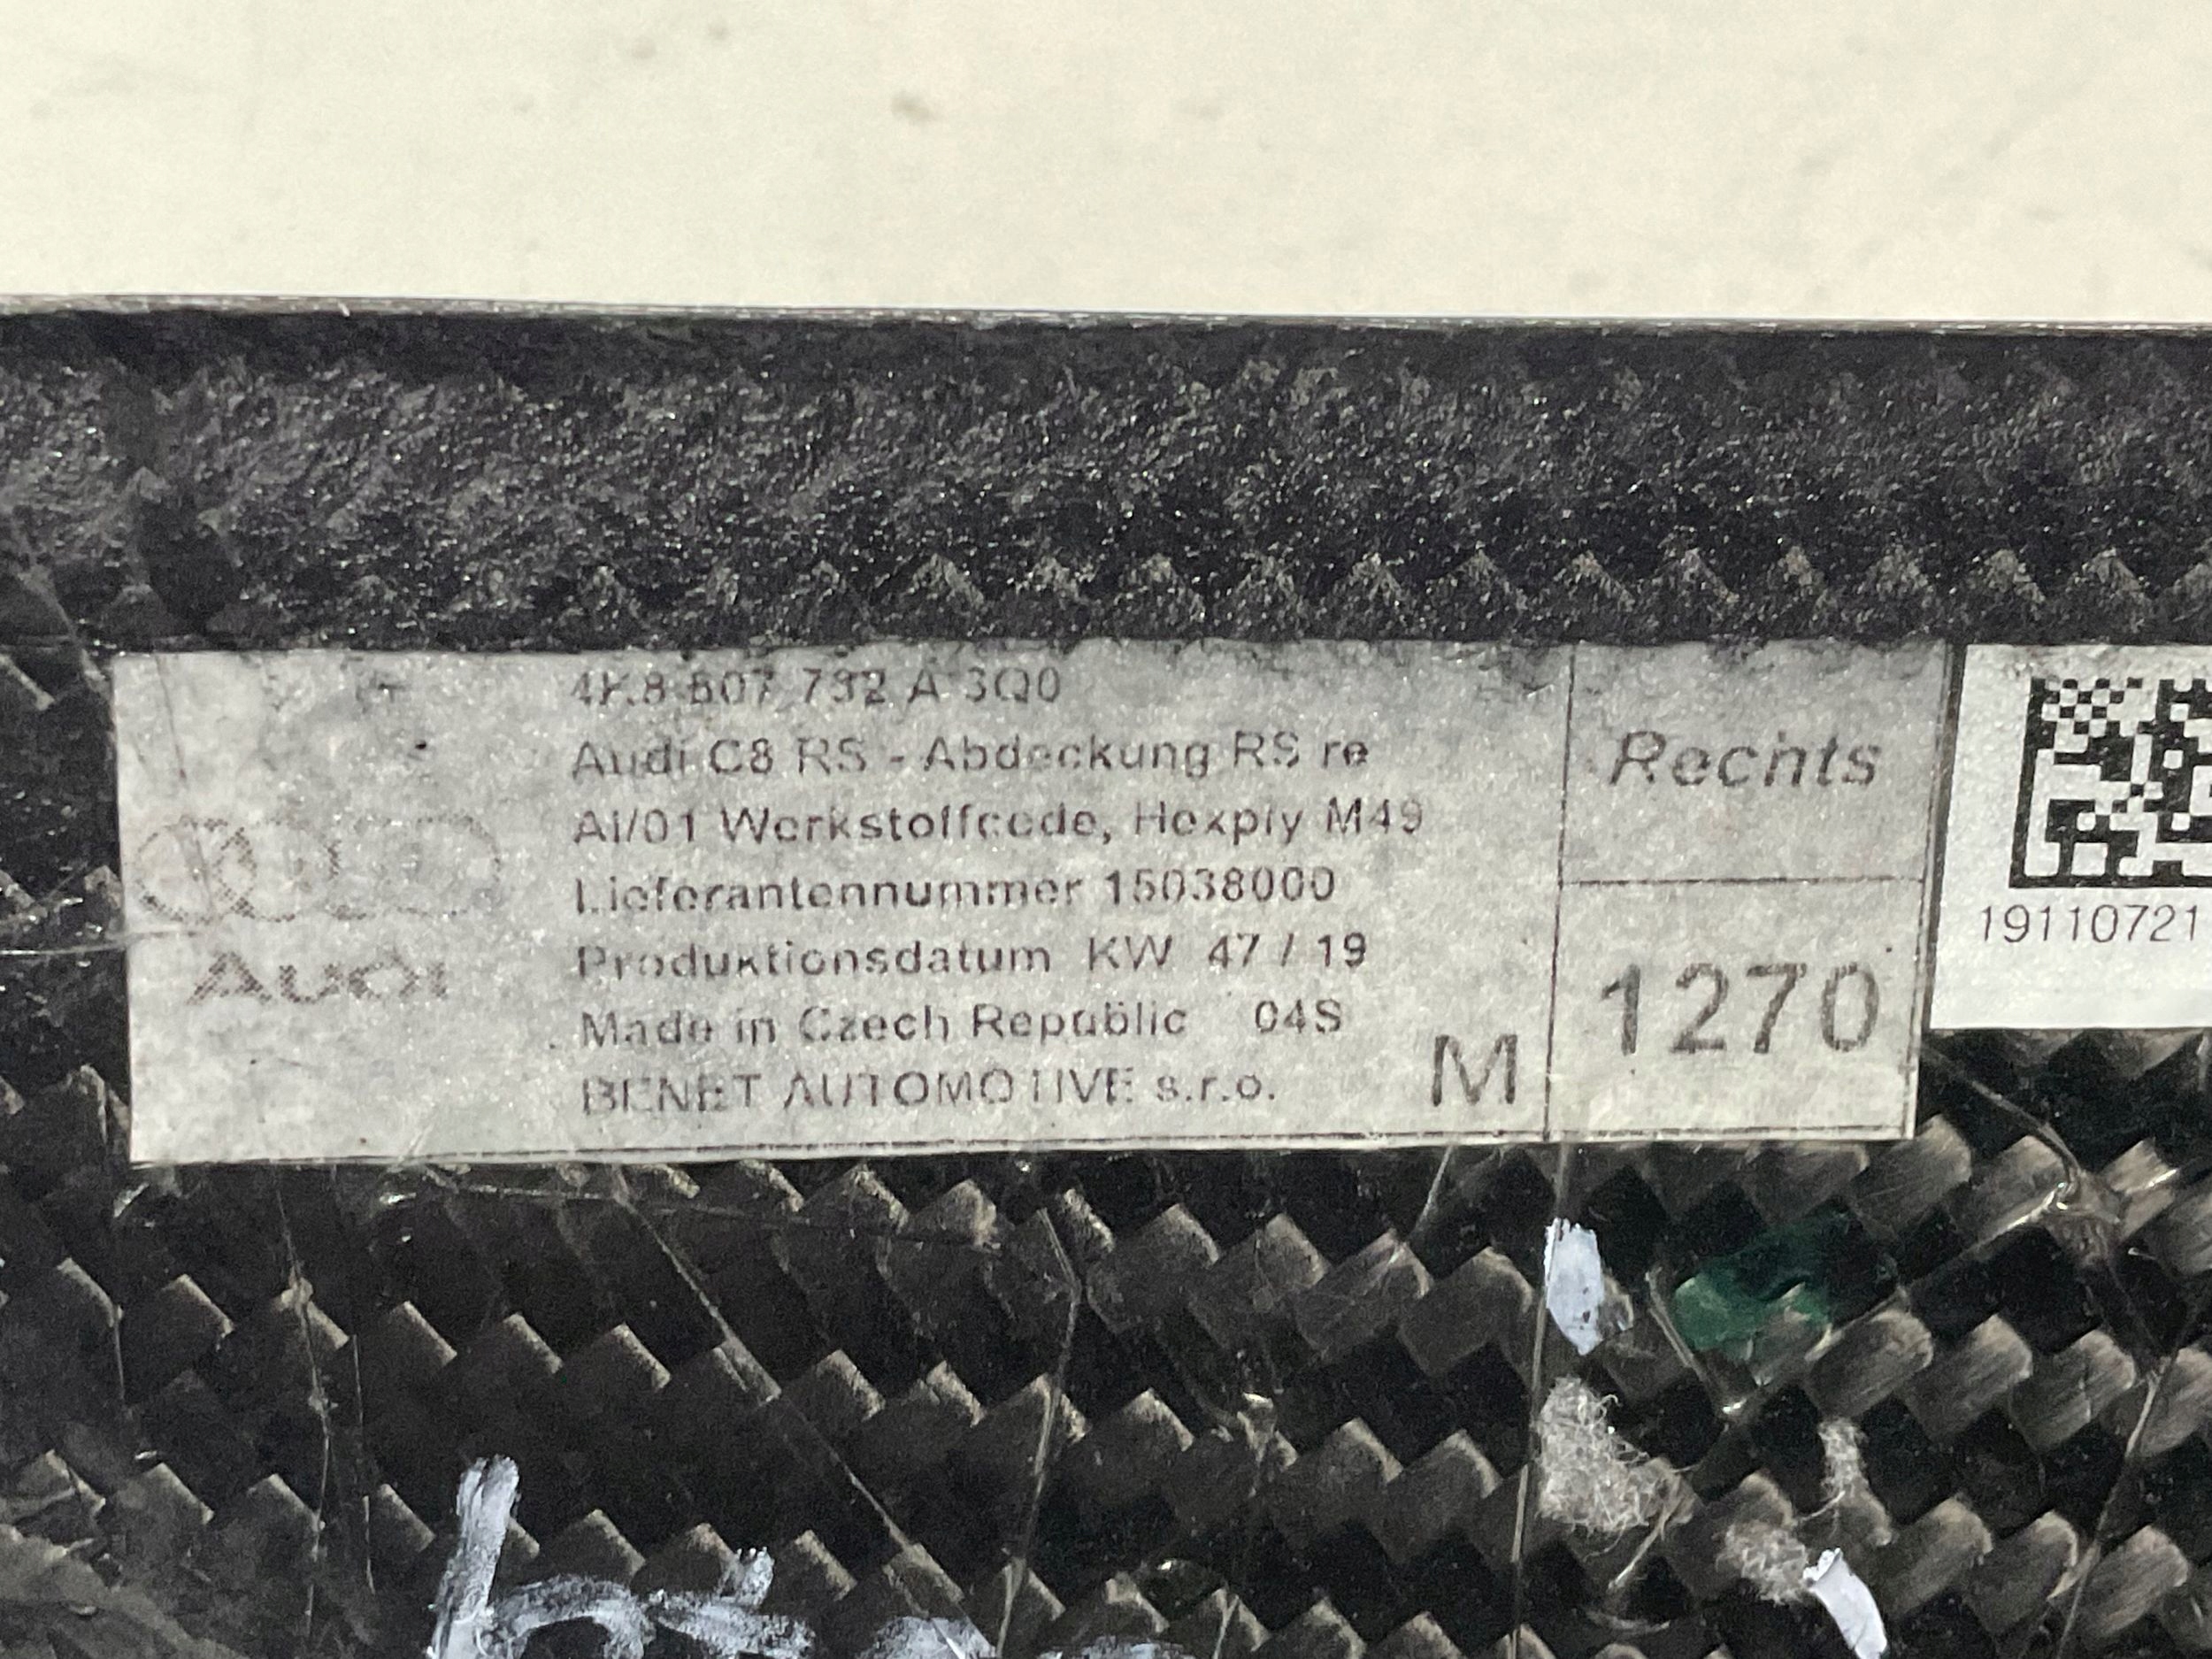 4K8 807 792 A 3Q0
Audi C8 RS - Abdeckung RS re
AI/01 Werkstoffcode, Hexply M49
Lieferantennummer 15038000
Produktionsdatum KW 47 / 19
Made in Czech Republic 04S
BENET AUTOMOTIVE s.r.o.
M
AUDI
Rechts
1270
19110721